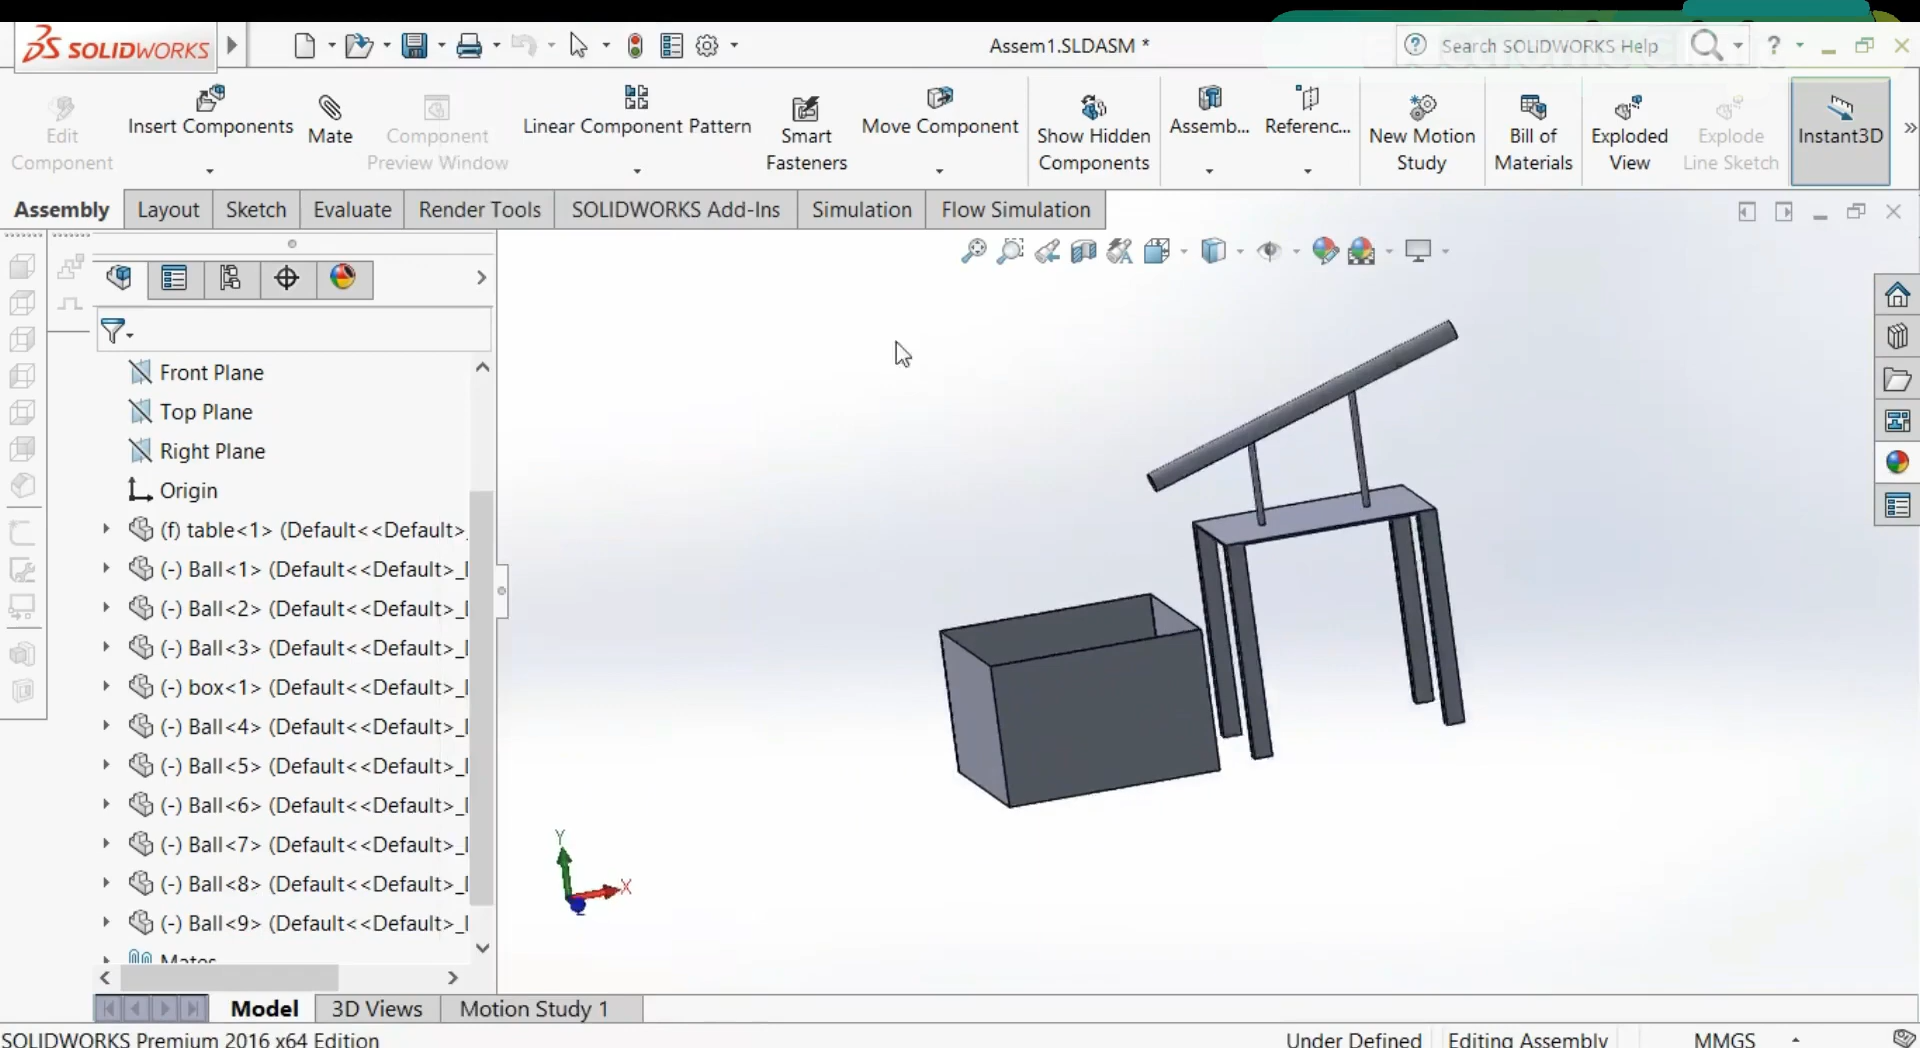 SOLIDWORKS
Assem1.SLDASM *
Search SOLIDWORKS Help
Edit Component
Insert Components
Mate
Component Preview Window
Linear Component Pattern
Smart Fasteners
Move Component
Show Hidden Components
Assemb...
Referenc...
New Motion Study
Bill of Materials
Exploded View
Explode Line Sketch
Instant3D
Assembly
Layout
Sketch
Evaluate
Render Tools
SOLIDWORKS Add-Ins
Simulation
Flow Simulation
Front Plane
Top Plane
Right Plane
Origin
(f) table<1> (Default<<Default>
(-) Ball<1> (Default<<Default>_
(-) Ball<2> (Default<<Default>_
(-) Ball<3> (Default<<Default>_
(-) box<1> (Default<<Default>_
(-) Ball<4> (Default<<Default>_
(-) Ball<5> (Default<<Default>_
(-) Ball<6> (Default<<Default>_
(-) Ball<7> (Default<<Default>_
(-) Ball<8> (Default<<Default>_
(-) Ball<9> (Default<<Default>_
Mates
Y
X
Z
Model
3D Views
Motion Study 1
SOLIDWORKS Premium 2016 x64 Edition
Under Defined
Editing Assembly
MMGS